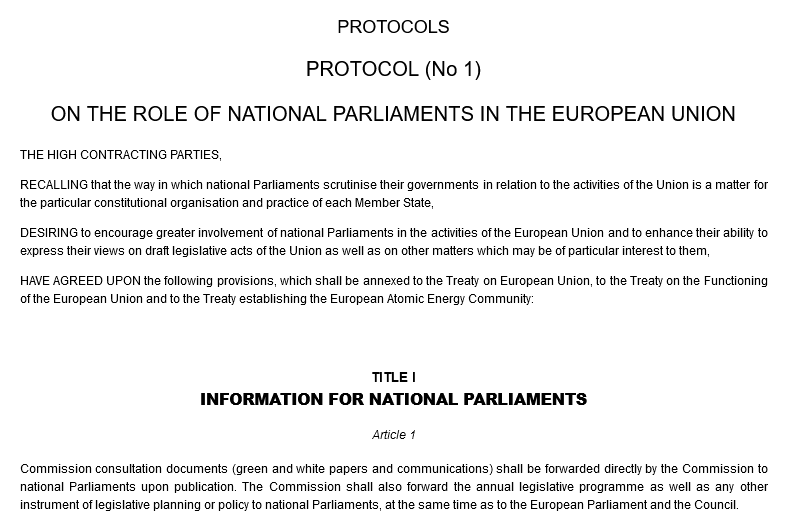 PROTOCOLS
PROTOCOL (No 1)
ON THE ROLE OF NATIONAL PARLIAMENTS IN THE EUROPEAN UNION
THE HIGH CONTRACTING PARTIES,
RECALLING that the way in which national Parliaments scrutinise their governments in relation to the activities of the Union is a matter for
the particular constitutional organisation and practice of each Member State,
DESIRING to encourage greater involvement of national Parliaments in the activities of the European Union and to enhance their ability to
express their views on draft legislative acts of the Union as well as on other matters which may be of particular interest to them,
HAVE AGREED UPON the following provisions, which shall be annexed to the Treaty on European Union, to the Treaty on the Functioning
of the European Union and to the Treaty establishing the European Atomic Energy Community:
TITLE I
INFORMATION FOR NATIONAL PARLIAMENTS
Article 1
Commission consultation documents (green and white papers and communications) shall be forwarded directly by the Commission to
national Parliaments upon publication. The Commission shall also forward the annual legislative programme as well as any other
instrument of legislative planning or policy to national Parliaments, at the same time as to the European Parliament and the Council.